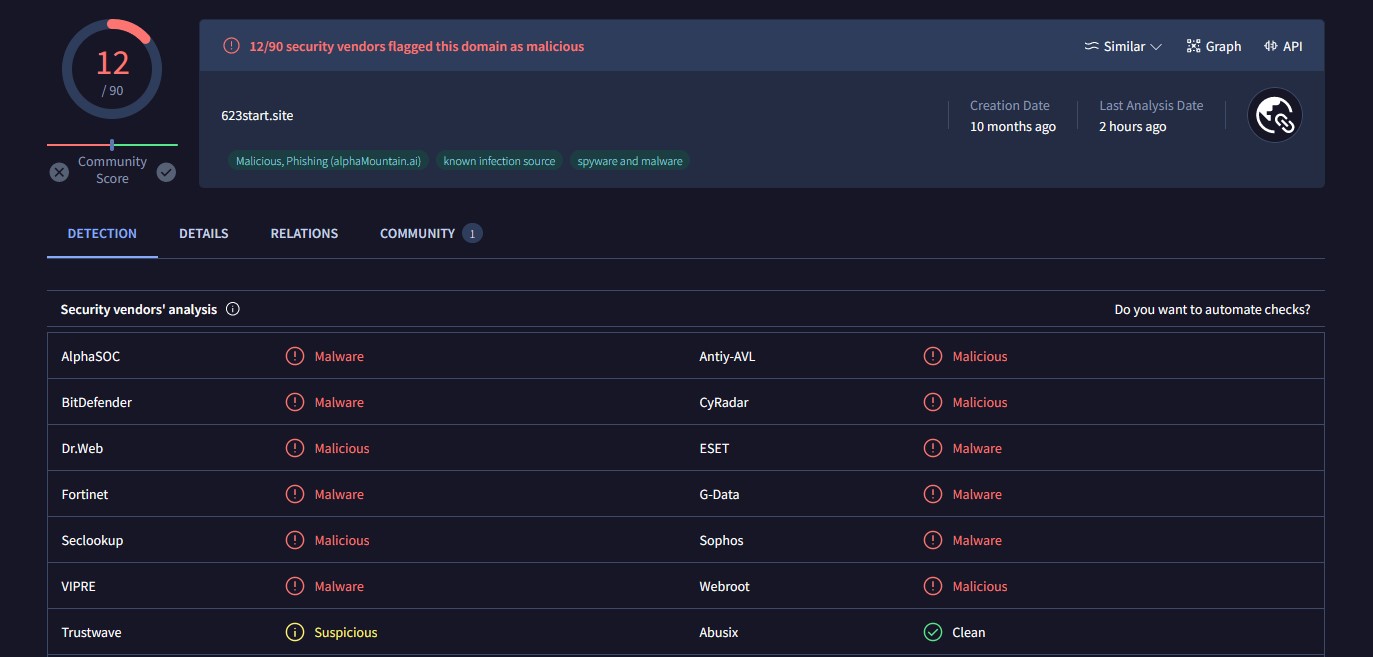 12
/ 90
Community
Score
12/90 security vendors flagged this domain as malicious
Similar
Graph
API
623start.site
Creation Date
10 months ago
Last Analysis Date
2 hours ago
Malicious, Phishing (alphaMountain.ai)
known infection source
spyware and malware
DETECTION
DETAILS
RELATIONS
COMMUNITY 1
Security vendors' analysis
Do you want to automate checks?
AlphaSOC Malware Antiy-AVL Malicious
BitDefender Malware CyRadar Malicious
Dr.Web Malicious ESET Malware
Fortinet Malware G-Data Malware
Seclookup Malicious Sophos Malware
VIPRE Malware Webroot Malicious
Trustwave Suspicious Abusix Clean